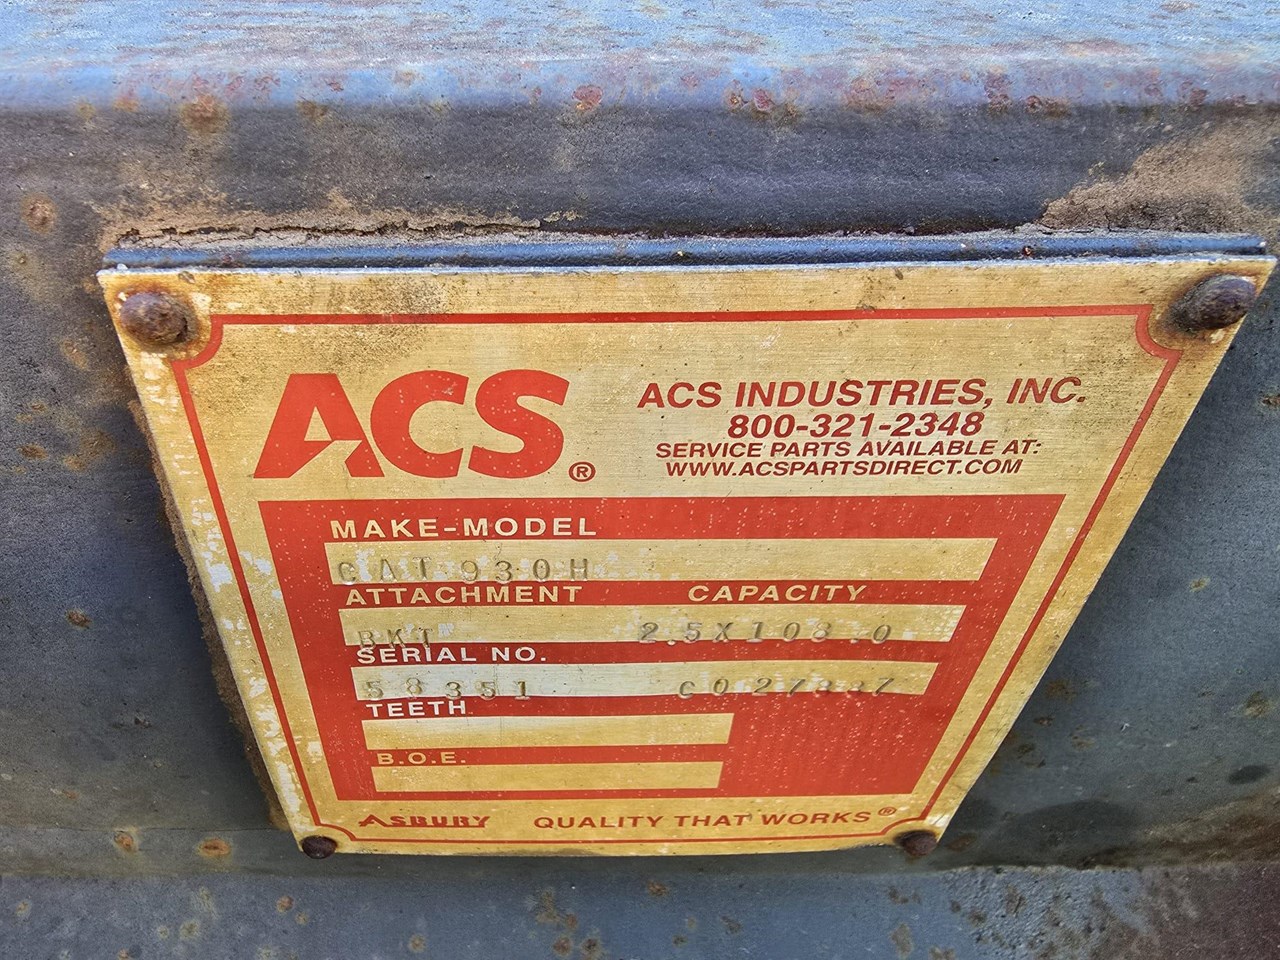 ACS®
ACS INDUSTRIES, INC.
800-321-2348
SERVICE PARTS AVAILABLE AT:
WWW.ACSPARTSDIRECT.COM
MAKE-MODEL
CAT 930H
ATTACHMENT CAPACITY
BKT 2.5X108.0
SERIAL NO.
58351 C027337
TEETH
B.O.E.
ASBURY QUALITY THAT WORKS®